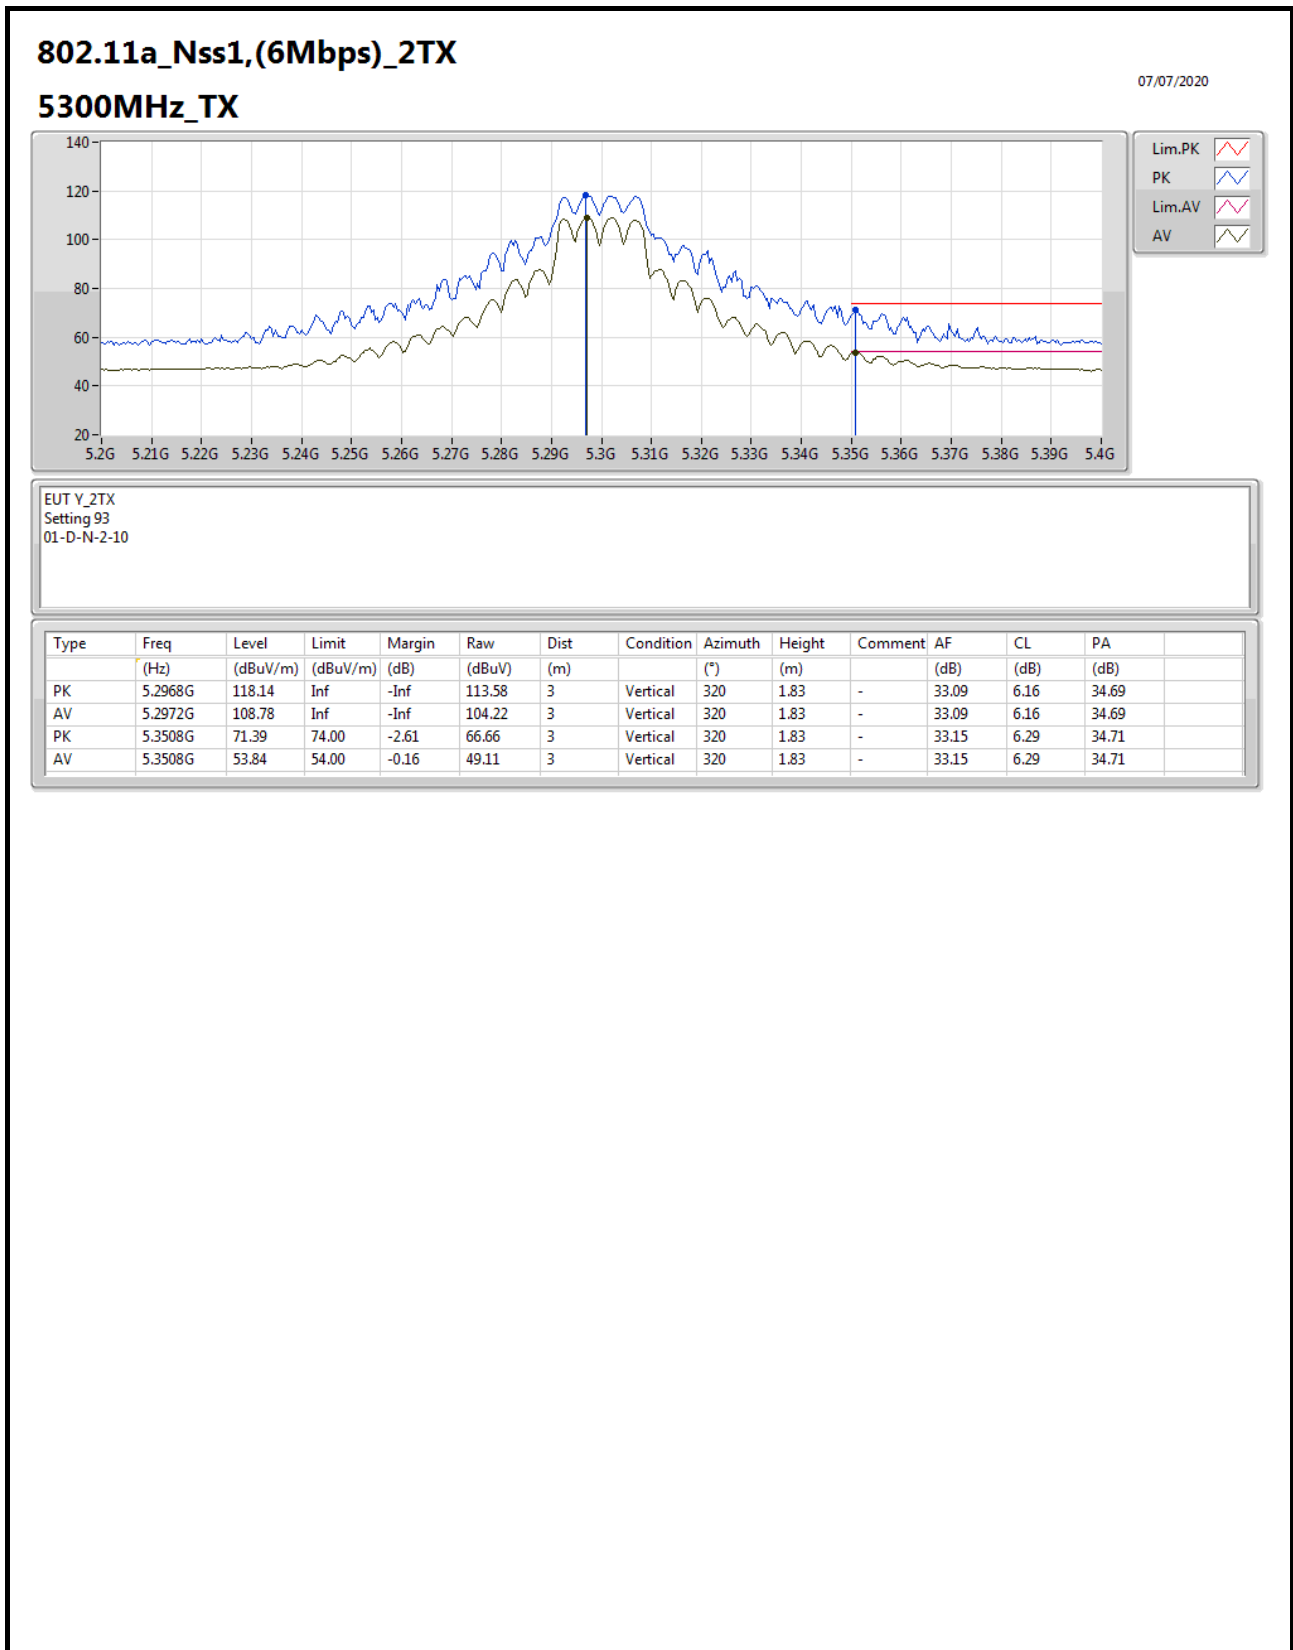 802.11a_Nss1,(6Mbps)_2TX
07/07/2020
5300MHz_TX
140
120
100
80
60
40
20
5.2G 5.21G 5.22G 5.23G 5.24G 5.25G 5.26G 5.27G 5.28G 5.29G 5.3G 5.31G 5.32G 5.33G 5.34G 5.35G 5.36G 5.37G 5.38G 5.39G 5.4G
Lim.PK
PK
Lim.AV
AV
EUT Y_2TX
Setting 93
01-D-N-2-10
Type Freq Level Limit Margin Raw Dist Condition Azimuth Height Comment AF CL PA
(Hz) (dBuV/m) (dBuV/m) (dB) (dBuV) (m) (°) (m) (dB) (dB) (dB)
PK 5.2968G 118.14 Inf -Inf 113.58 3 Vertical 320 1.83 - 33.09 6.16 34.69
AV 5.2972G 108.78 Inf -Inf 104.22 3 Vertical 320 1.83 - 33.09 6.16 34.69
PK 5.3508G 71.39 74.00 -2.61 66.66 3 Vertical 320 1.83 - 33.15 6.29 34.71
AV 5.3508G 53.84 54.00 -0.16 49.11 3 Vertical 320 1.83 - 33.15 6.29 34.71